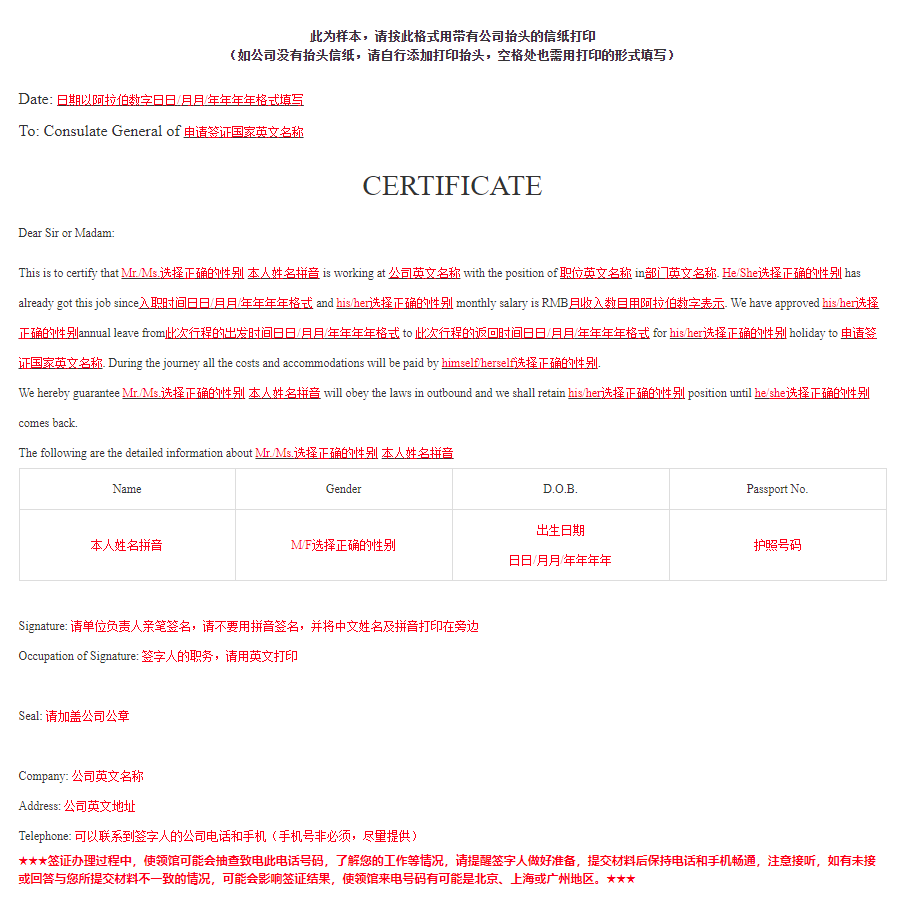 此为样本，请按此格式用带有公司抬头的信纸打印
（如公司没有抬头信纸，请自行添加打印抬头，空格处也需用打印的形式填写）
Date: 日期以阿拉伯数字日日/月月/年年年年格式填写
To: Consulate General of 申请签证国家英文名称
CERTIFICATE
Dear Sir or Madam:
This is to certify that Mr./Ms.选择正确的性别 本人姓名拼音 is working at 公司英文名称 with the position of 职位英文名称 in部门英文名称. He/She选择正确的性别 has
already got this job since入职时间日日/月月/年年年年格式 and his/her选择正确的性别 monthly salary is RMB月收入数目用阿拉伯数字表示. We have approved his/her选择
正确的性别annual leave from此次行程的出发时间日日/月月/年年年年格式 to 此次行程的返回时间日日/月月/年年年年格式 for his/her选择正确的性别 holiday to 申请签
证国家英文名称. During the journey all the costs and accommodations will be paid by himself/herself选择正确的性别.
We hereby guarantee Mr./Ms.选择正确的性别 本人姓名拼音 will obey the laws in outbound and we shall retain his/her选择正确的性别 position until he/she选择正确的性别
comes back.
The following are the detailed information about Mr./Ms.选择正确的性别 本人姓名拼音
Name Gender D.O.B. Passport No.
本人姓名拼音 M/F选择正确的性别 出生日期 护照号码
日日/月月/年年年年
Signature: 请单位负责人亲笔签名，请不要用拼音签名，并将中文姓名及拼音打印在旁边
Occupation of Signature: 签字人的职务，请用英文打印
Seal: 请加盖公司公章
Company: 公司英文名称
Address: 公司英文地址
Telephone: 可以联系到签字人的公司电话和手机（手机号非必须，尽量提供）
★★★签证办理过程中，使领馆可能会抽查致电此电话号码，了解您的工作等情况，请提醒签字人做好准备，提交材料后保持电话和手机畅通，注意接听，如有未接
或回答与您所提交材料不一致的情况，可能会影响签证结果，使领馆来电号码有可能是北京、上海或广州地区。★★★